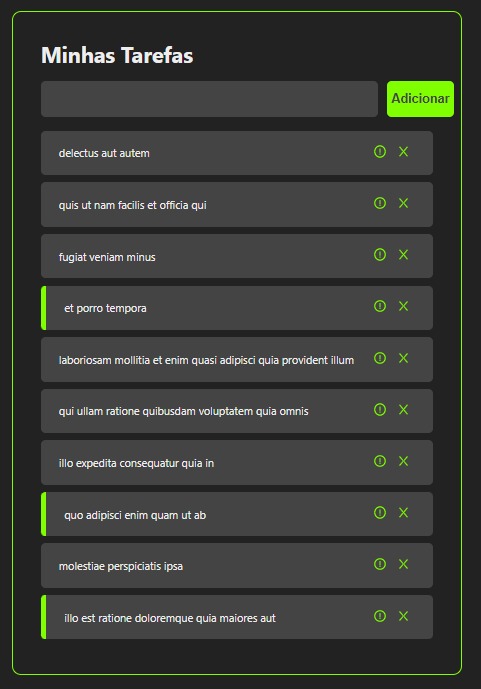 Minhas Tarefas
Adicionar
delectus aut autem
quis ut nam facilis et officia qui
fugiat veniam minus
et porro tempora
laboriosam mollitia et enim quasi adipisci quia provident illum
qui ullam ratione quibusdam voluptatem quia omnis
illo expedita consequatur quia in
quo adipisci enim quam ut ab
molestiae perspiciatis ipsa
illo est ratione doloremque quia maiores aut